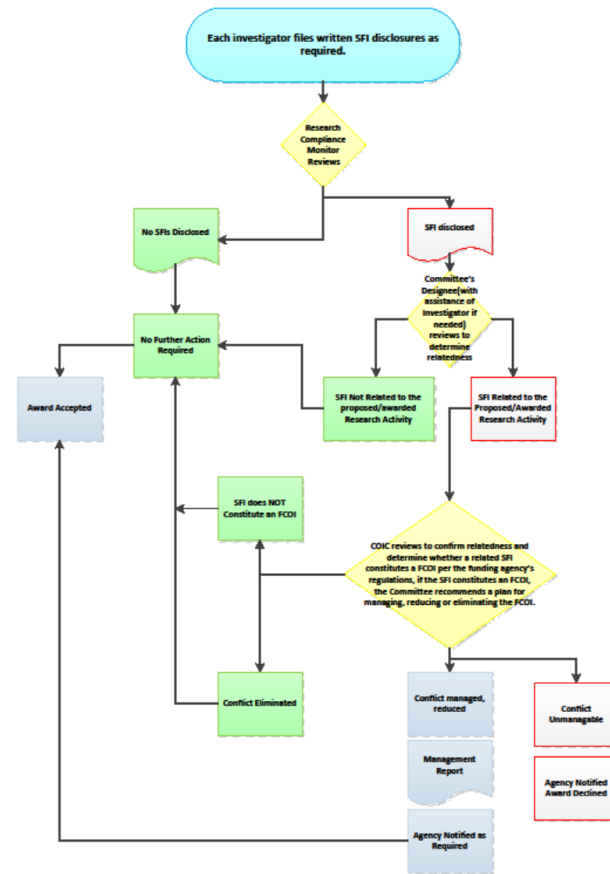 Each investigator files written SFI disclosures as
required.
Research
Compliance
Monitor
Reviews
No SFIs Disclosed
SFI disclosed
Committee's
Designee(with
assistance of
Investigator if
needed)
reviews to
determine
relatedness
No Further Action
Required
Award Accepted
SFI Not Related to the
proposed/awarded
Research Activity
SFI Related to the
Proposed/Awarded
Research Activity
SFI does NOT
Constitute an FCOI
COIC reviews to confirm relatedness and
determine whether a related SFI
constitutes a FCOI per the funding agency's
regulations, if the SFI constitutes an FCOI,
the Committee recommends a plan for
managing, reducing or eliminating the FCOI.
Conflict Eliminated
Conflict managed,
reduced
Conflict
Unmanagable
Management
Report
Agency Notified
Award Declined
Agency Notified as
Required